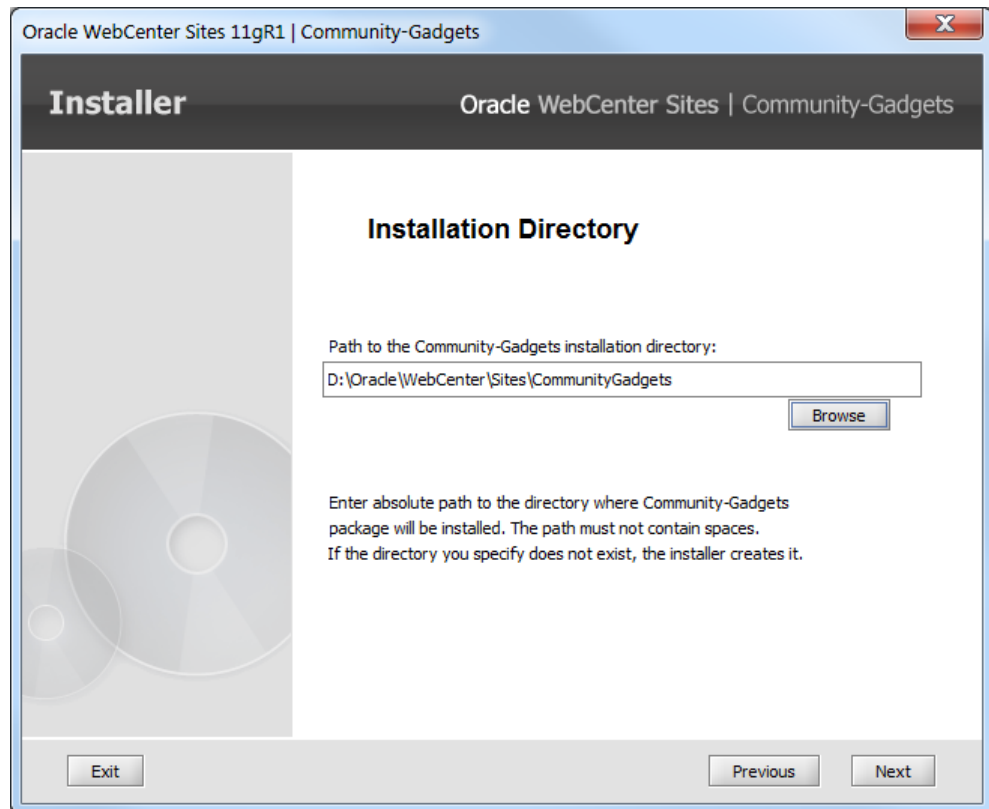 Oracle WebCenter Sites 11gR1 | Community-Gadgets
X
Installer
Oracle WebCenter Sites | Community-Gadgets
Installation Directory
Path to the Community-Gadgets installation directory:
D:\Oracle\WebCenter\Sites\CommunityGadgets
Browse
Enter absolute path to the directory where Community-Gadgets
package will be installed. The path must not contain spaces.
If the directory you specify does not exist, the installer creates it.
Exit
Previous
Next